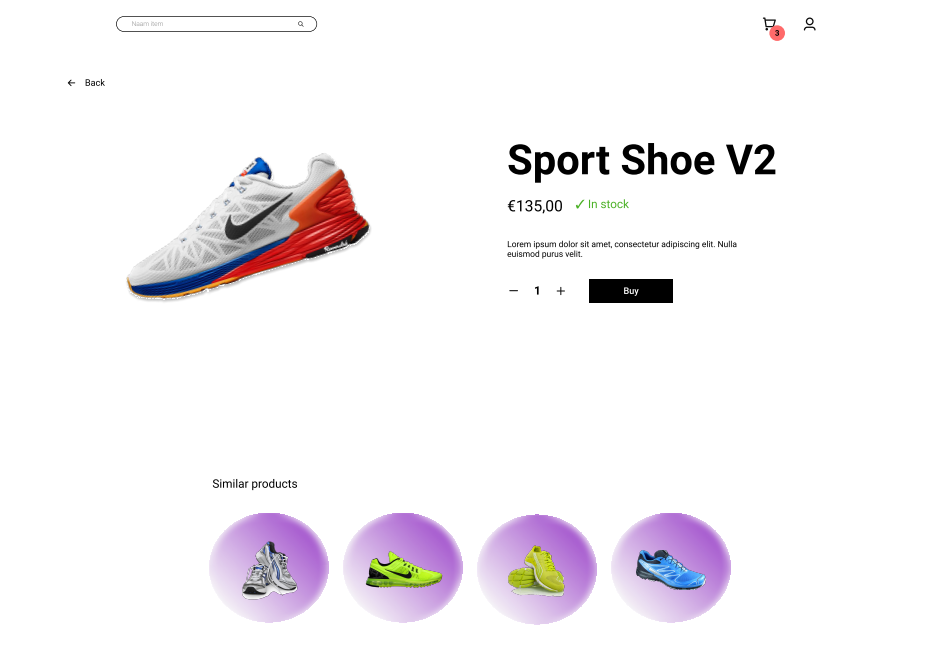 Naam item
3
Back
Sport Shoe V2
€135,00 ✓ In stock
Lorem ipsum dolor sit amet, consectetur adipiscing elit. Nulla
euismod purus velit.
1
Buy
Similar products